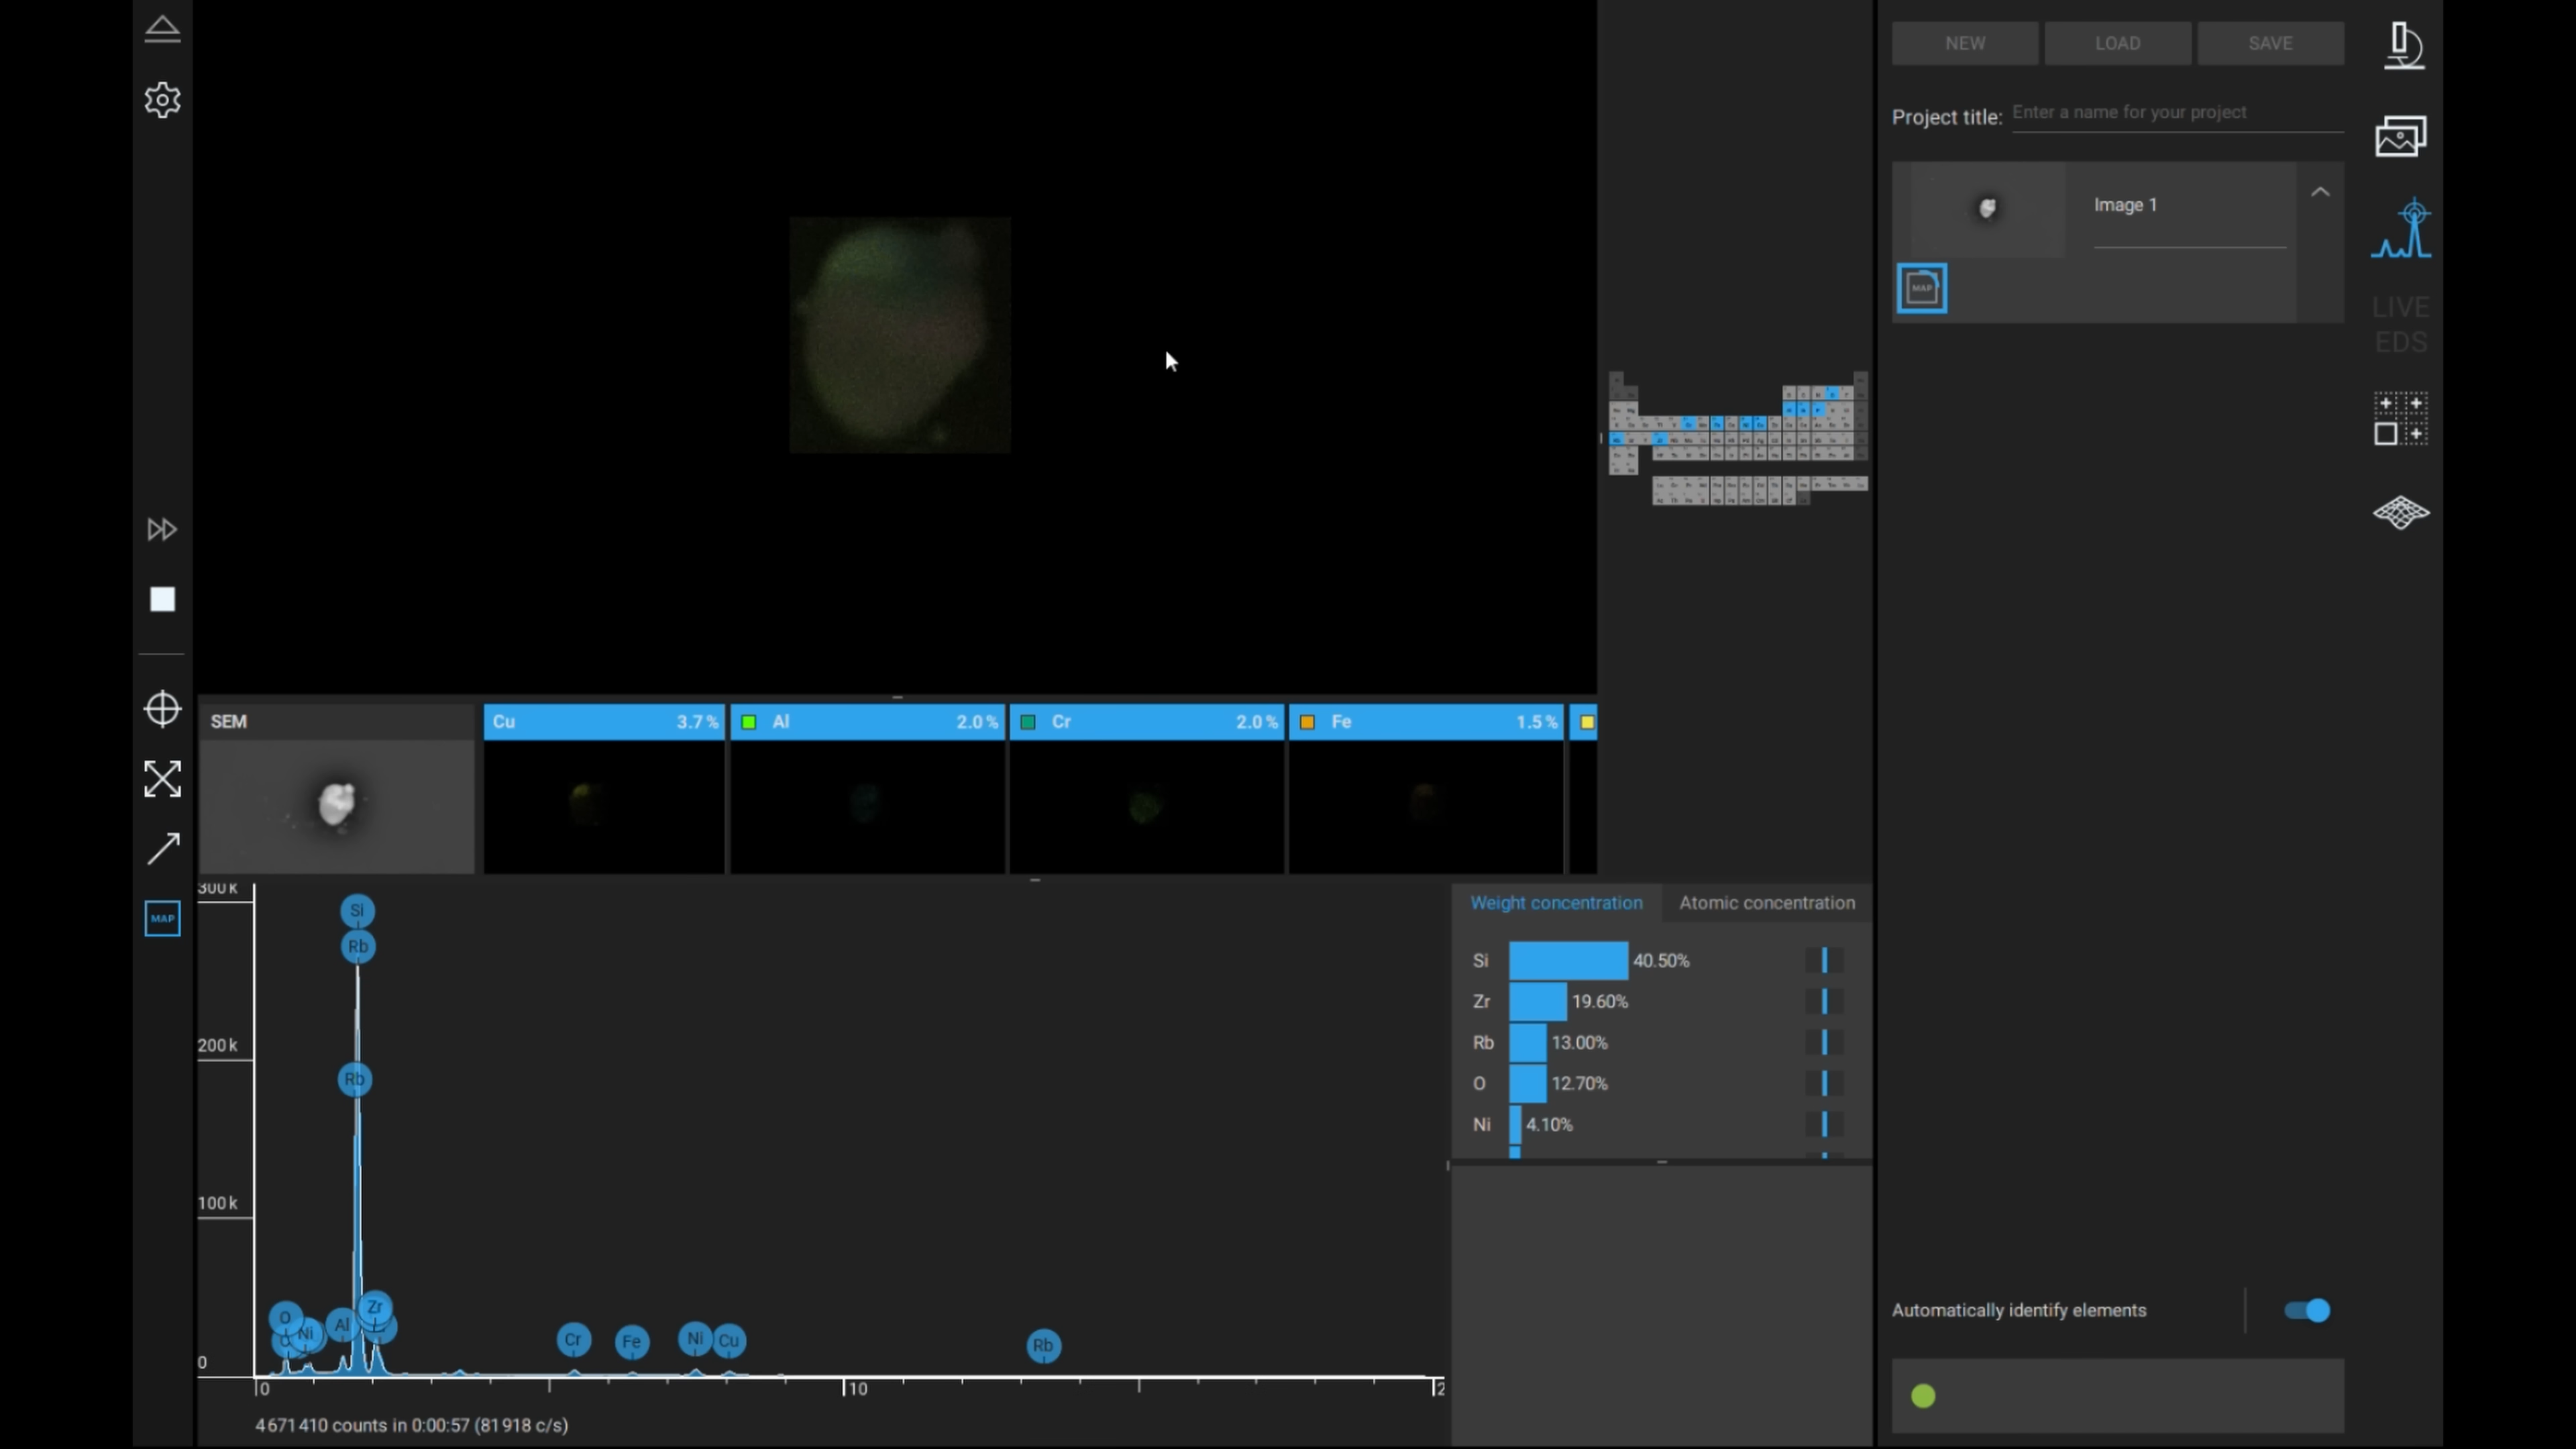 NEW LOAD SAVE
Project title: Enter a name for your project
Image 1
MAP
LIVE
EDS
SEM
Cu 3.7 %
Al 2.0 %
Cr 2.0 %
Fe 1.5 %
MAP
300 k
200 k
100 k
0
Si
Rb
Rb
O
Ni
Al
Zr
Cr
Fe
Ni
Cu
Rb
0
10
4 671 410 counts in 0:00:57 (81 918 c/s)
Weight concentration Atomic concentration
Si 40.50%
Zr 19.60%
Rb 13.00%
O 12.70%
Ni 4.10%
Automatically identify elements